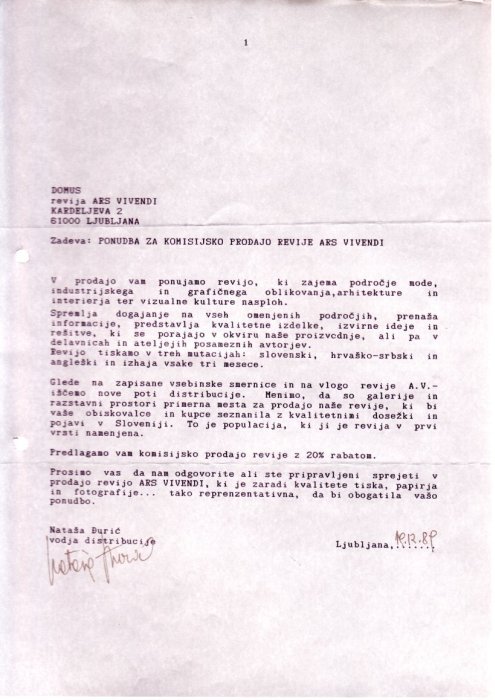 1
DOMUS
revija ARS VIVENDI
KARDELJEVA 2
61000 LJUBLJANA
Zadeva: PONUDBA ZA KOMISIJSKO PRODAJO REVIJE ARS VIVENDI
V prodajo vam ponujamo revijo, ki zajema področje mode,
industrijskega in grafičnega oblikovanja,arhitekture in
interierja ter vizualne kulture nasploh.
Spremlja dogajanje na vseh omenjenih področjih, prenaša
informacije, predstavlja kvalitetne izdelke, izvirne ideje in
rešitve, ki se porajajo v okviru naše proizvodnje, ali pa v
delavnicah in ateljejih posameznih avtorjev.
Revijo tiskamo v treh mutacijah: slovenski, hrvaško-srbski in
angleški in izhaja vsake tri mesece.
Glede na zapisane vsebinske smernice in na vlogo revije A.V.-
iščemo nove poti distribucije. Menimo, da so galerije in
razstavni prostori primerna mesta za prodajo naše revije, ki bi
vaše obiskovalce in kupce seznanila z kvalitetnimi dosežki in
pojavi v Sloveniji. To je populacija, ki ji je revija v prvi
vrsti namenjena.
Predlagamo vam komisijsko prodajo revije z 20% rabatom.
Prosimo vas da nam odgovorite ali ste pripravljeni sprejeti v
prodajo revijo ARS VIVENDI, ki je zaradi kvalitete tiska, papirja
in fotografije... tako reprenzentativna, da bi obogatila vašo
ponudbo.
Nataša Đurić
vodja distribucije
Ljubljana,